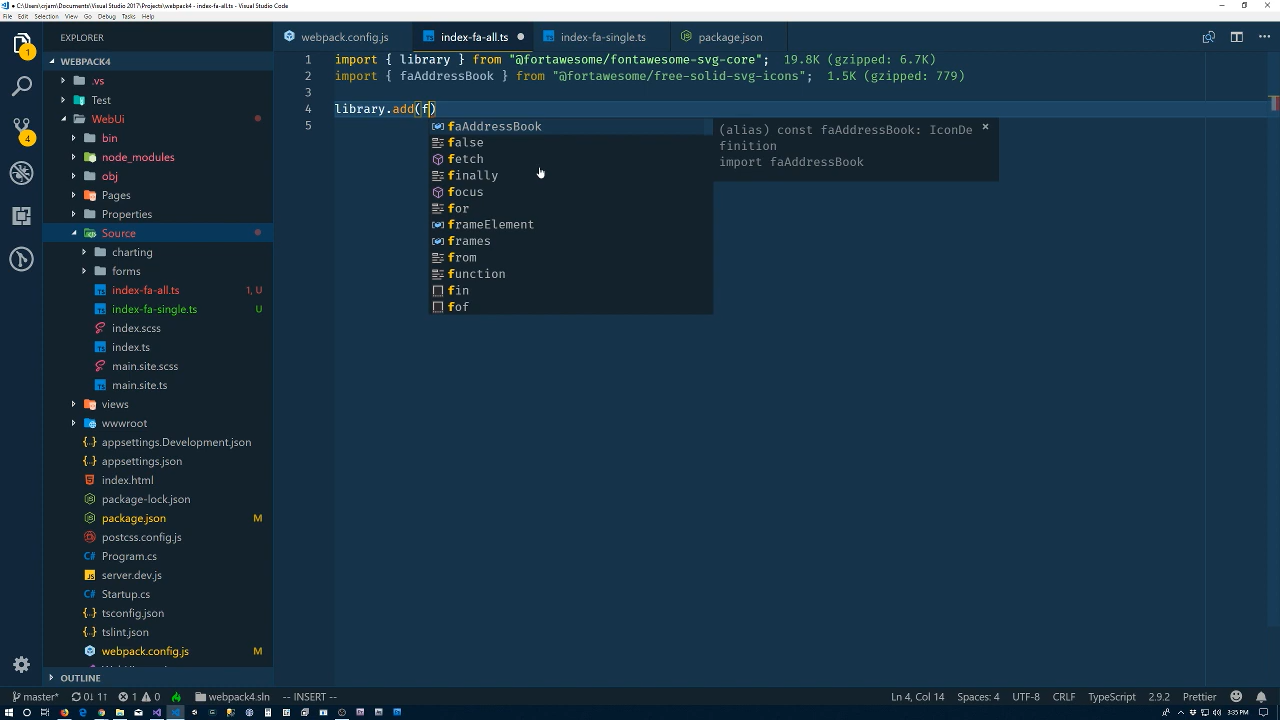 • C:\Users\crjam\Documents\Visual Studio 2017\Projects\webpack4 - index-fa-all.ts - Visual Studio Code
File Edit Selection View Go Debug Tasks Help
EXPLORER
webpack.config.js index-fa-all.ts index-fa-single.ts package.json
WEBPACK4
.vs
Test
WebUi
bin
node_modules
obj
Pages
Properties
Source
charting
forms
index-fa-all.ts 1, U
index-fa-single.ts U
index.scss
index.ts
main.site.scss
main.site.ts
views
wwwroot
appsettings.Development.json
appsettings.json
index.html
package-lock.json
package.json M
postcss.config.js
Program.cs
server.dev.js
Startup.cs
tsconfig.json
tslint.json
webpack.config.js M
OUTLINE
1 import { library } from "@fortawesome/fontawesome-svg-core"; 19.8K (gzipped: 6.7K)
2 import { faAddressBook } from "@fortawesome/free-solid-svg-icons"; 1.5K (gzipped: 779)
3
4 library.add(f)
5
faAddressBook
false
fetch
finally
focus
for
frameElement
frames
from
function
fin
fof
(alias) const faAddressBook: IconDe
finition
import faAddressBook
1
4
master* 0↓ 1↑ 1 0 webpack4.sln -- INSERT -- Ln 4, Col 14 Spaces: 4 UTF-8 CRLF TypeScript 2.9.2 Prettier
3:35 PM